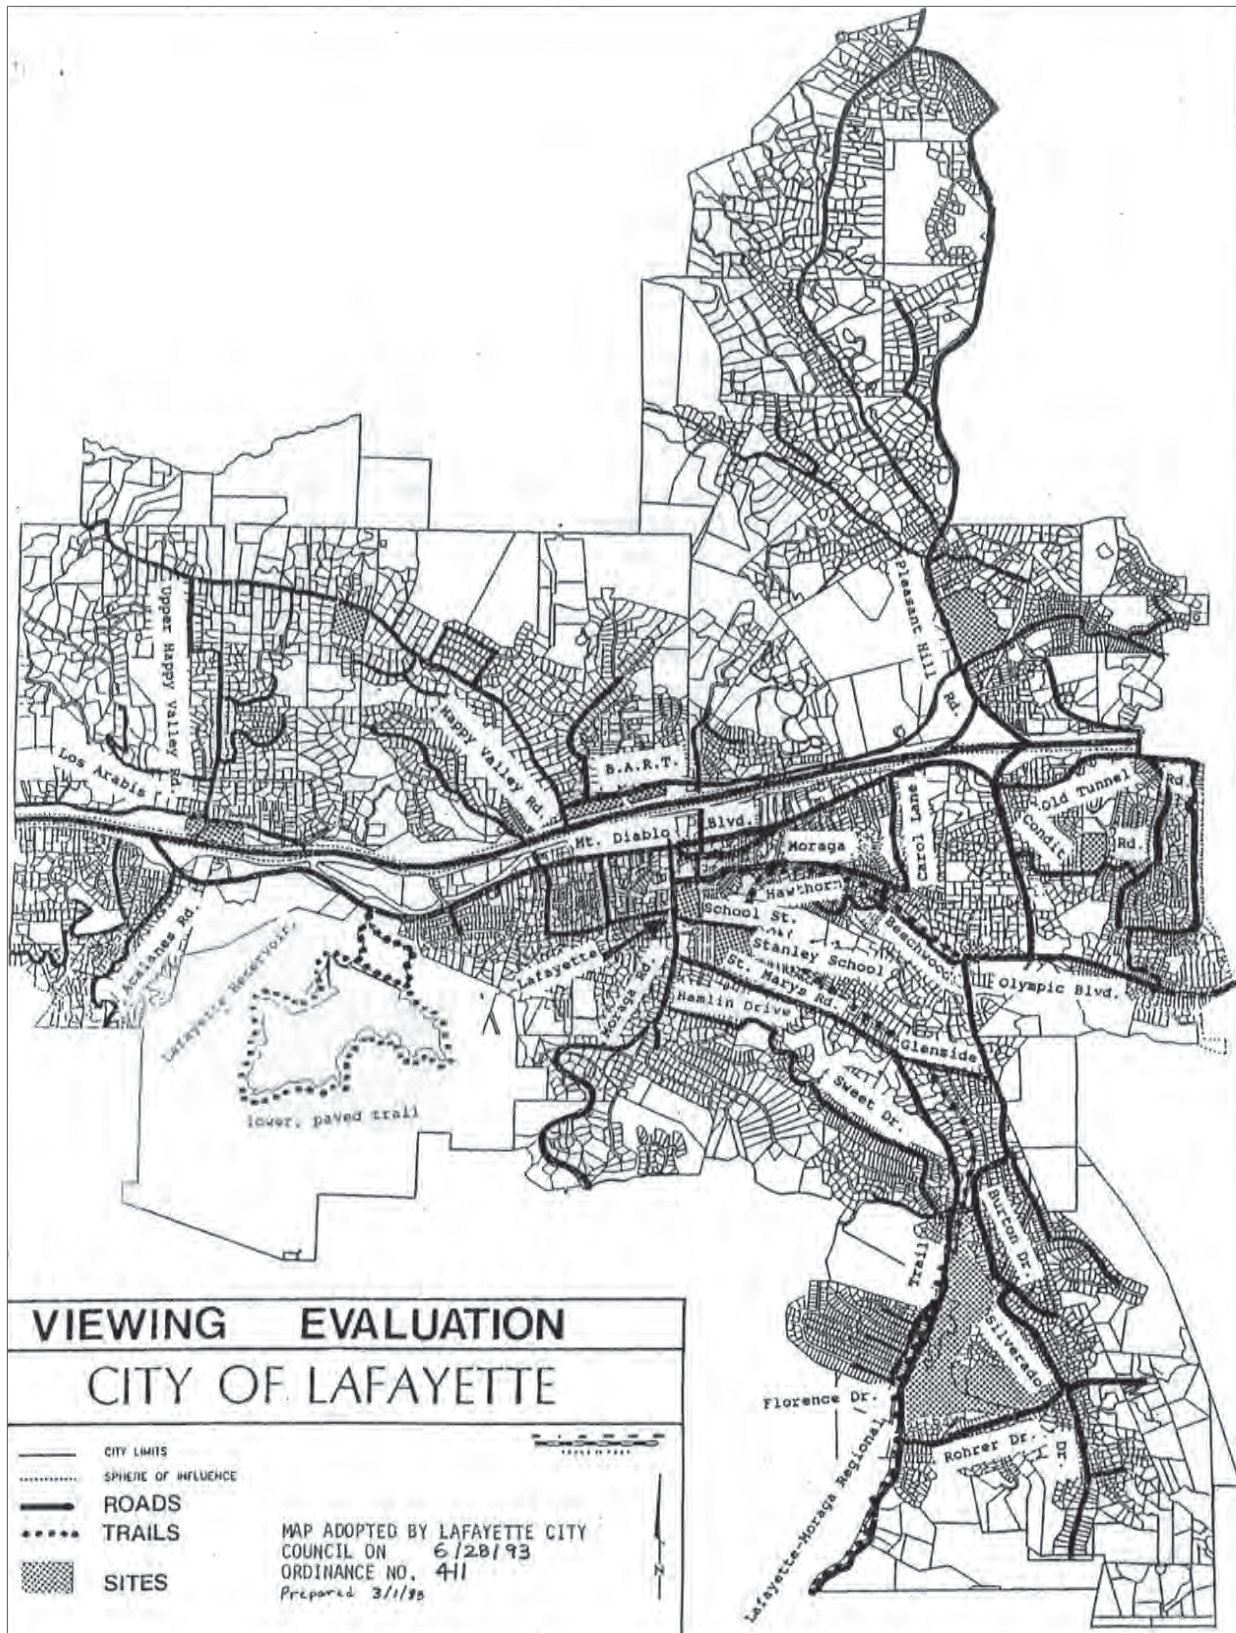 Pleasant Hill
Rd.
Upper Happy Valley Rd.
Happy Valley Rd.
Los Arabis
B.A.R.T.
Mt. Diablo Blvd.
Moraga
Carol Lane
Old Tunnel
Rd.
Condit
Rd.
Hawthorn
School St.
Lafayette
Stanley School
Beechwood
St. Marys Rd.
Olympic Blvd.
Acalanes Rd.
Lafayette Reservoir,
Moraga Rd.
Hamlin Drive
Glenside
Sweet Dr.
lower, paved trail
Burton Dr.
Trail
Silverado
Florence Dr.
Rohrer Dr.
Dr.
Lafayette-Moraga Regional
VIEWING EVALUATION
CITY OF LAFAYETTE
CITY LIMITS
SPHERE OF INFLUENCE
ROADS
TRAILS
SITES
MAP ADOPTED BY LAFAYETTE CITY
COUNCIL ON 6/28/93
ORDINANCE NO. 411
Prepared 3/1/93
N